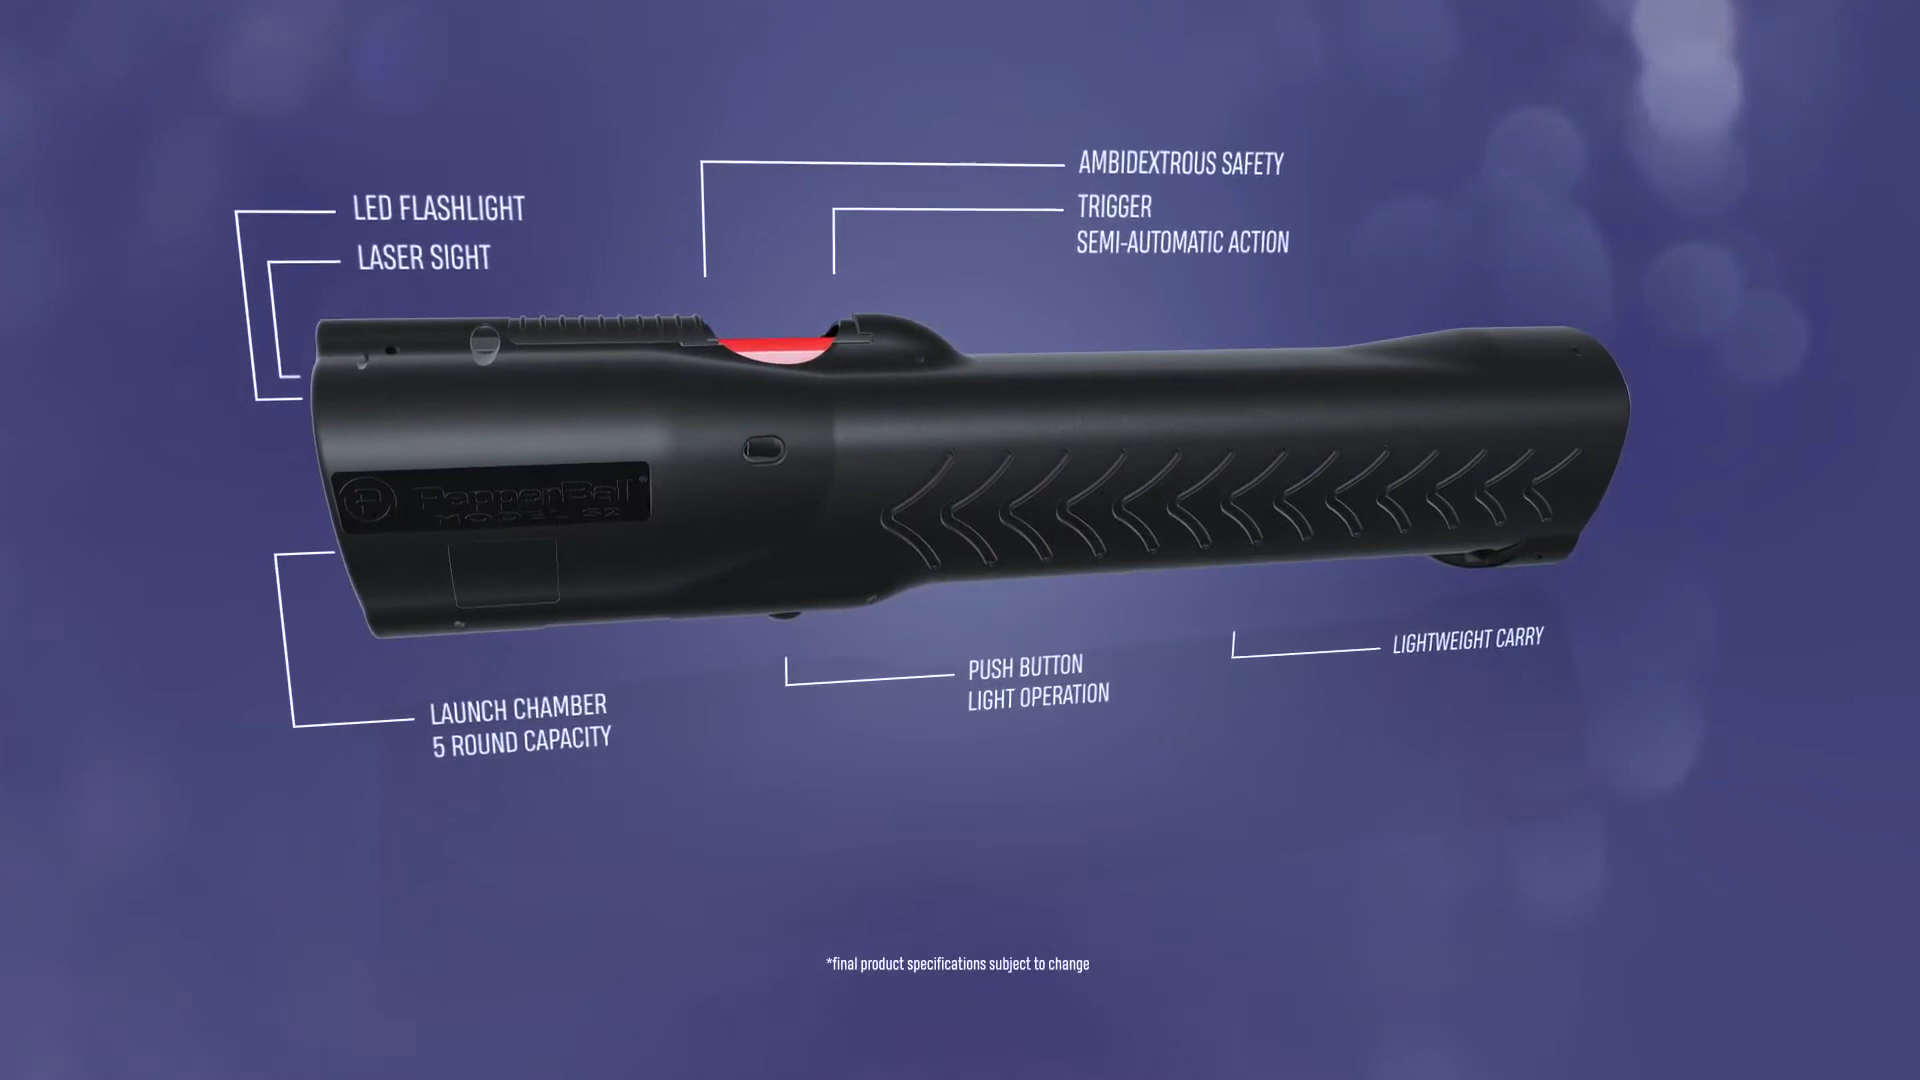 LED FLASHLIGHT
LASER SIGHT
AMBIDEXTROUS SAFETY
TRIGGER
SEMI-AUTOMATIC ACTION
PepperBall
MODEL S2
LAUNCH CHAMBER
5 ROUND CAPACITY
PUSH BUTTON
LIGHT OPERATION
LIGHTWEIGHT CARRY
*final product specifications subject to change